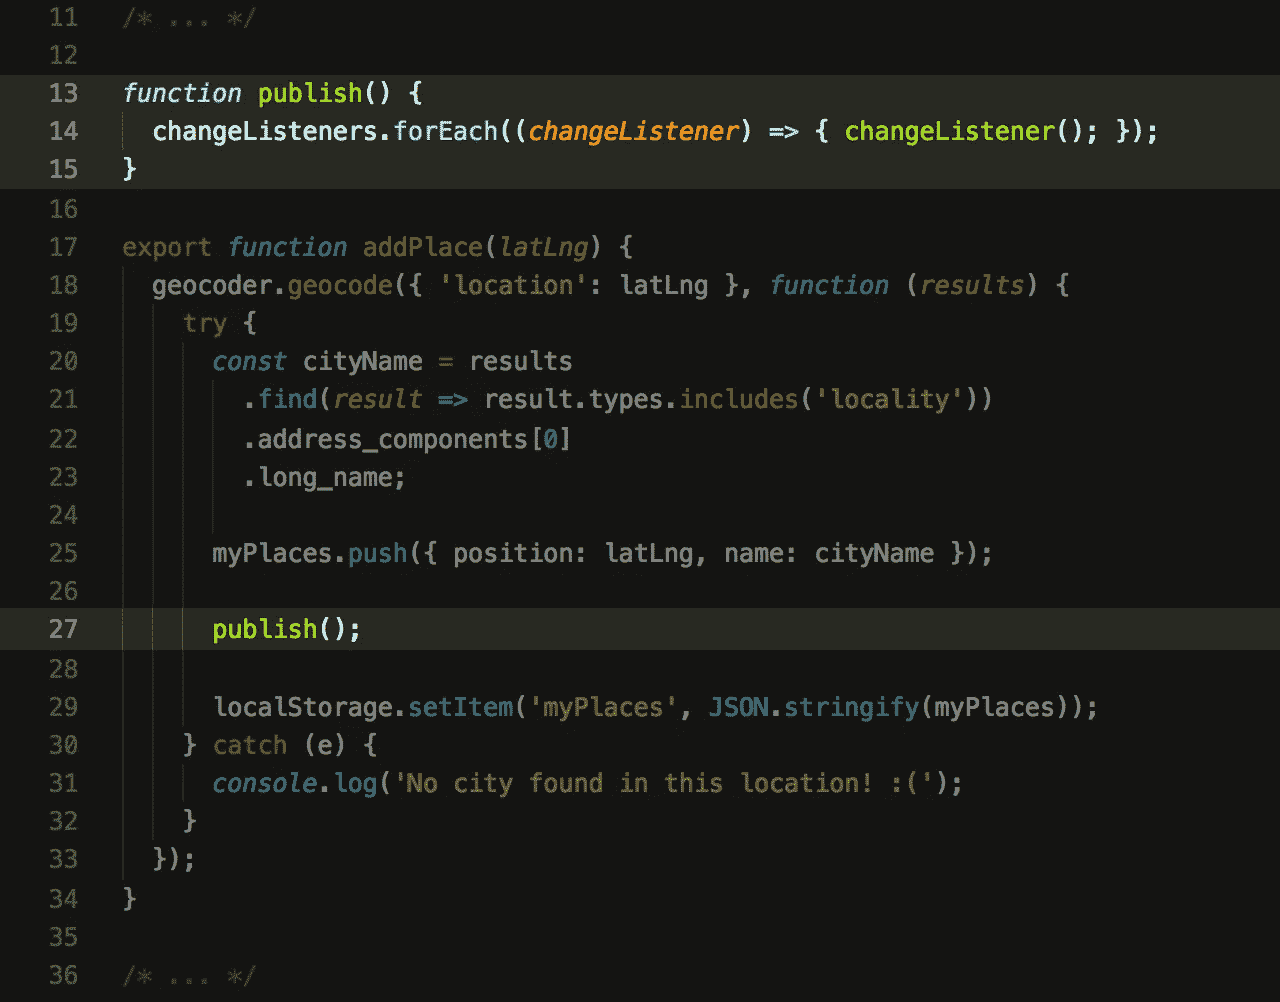 11 /* ... */
12
13 function publish() {
14 changeListeners.forEach((changeListener) => { changeListener(); });
15 }
16
17 export function addPlace(latLng) {
18 geocoder.geocode({ 'location': latLng }, function (results) {
19 try {
20 const cityName = results
21 .find(result => result.types.includes('locality'))
22 .address_components[0]
23 .long_name;
24
25 myPlaces.push({ position: latLng, name: cityName });
26
27 publish();
28
29 localStorage.setItem('myPlaces', JSON.stringify(myPlaces));
30 } catch (e) {
31 console.log('No city found in this location! :(');
32 }
33 });
34 }
35
36 /* ... */